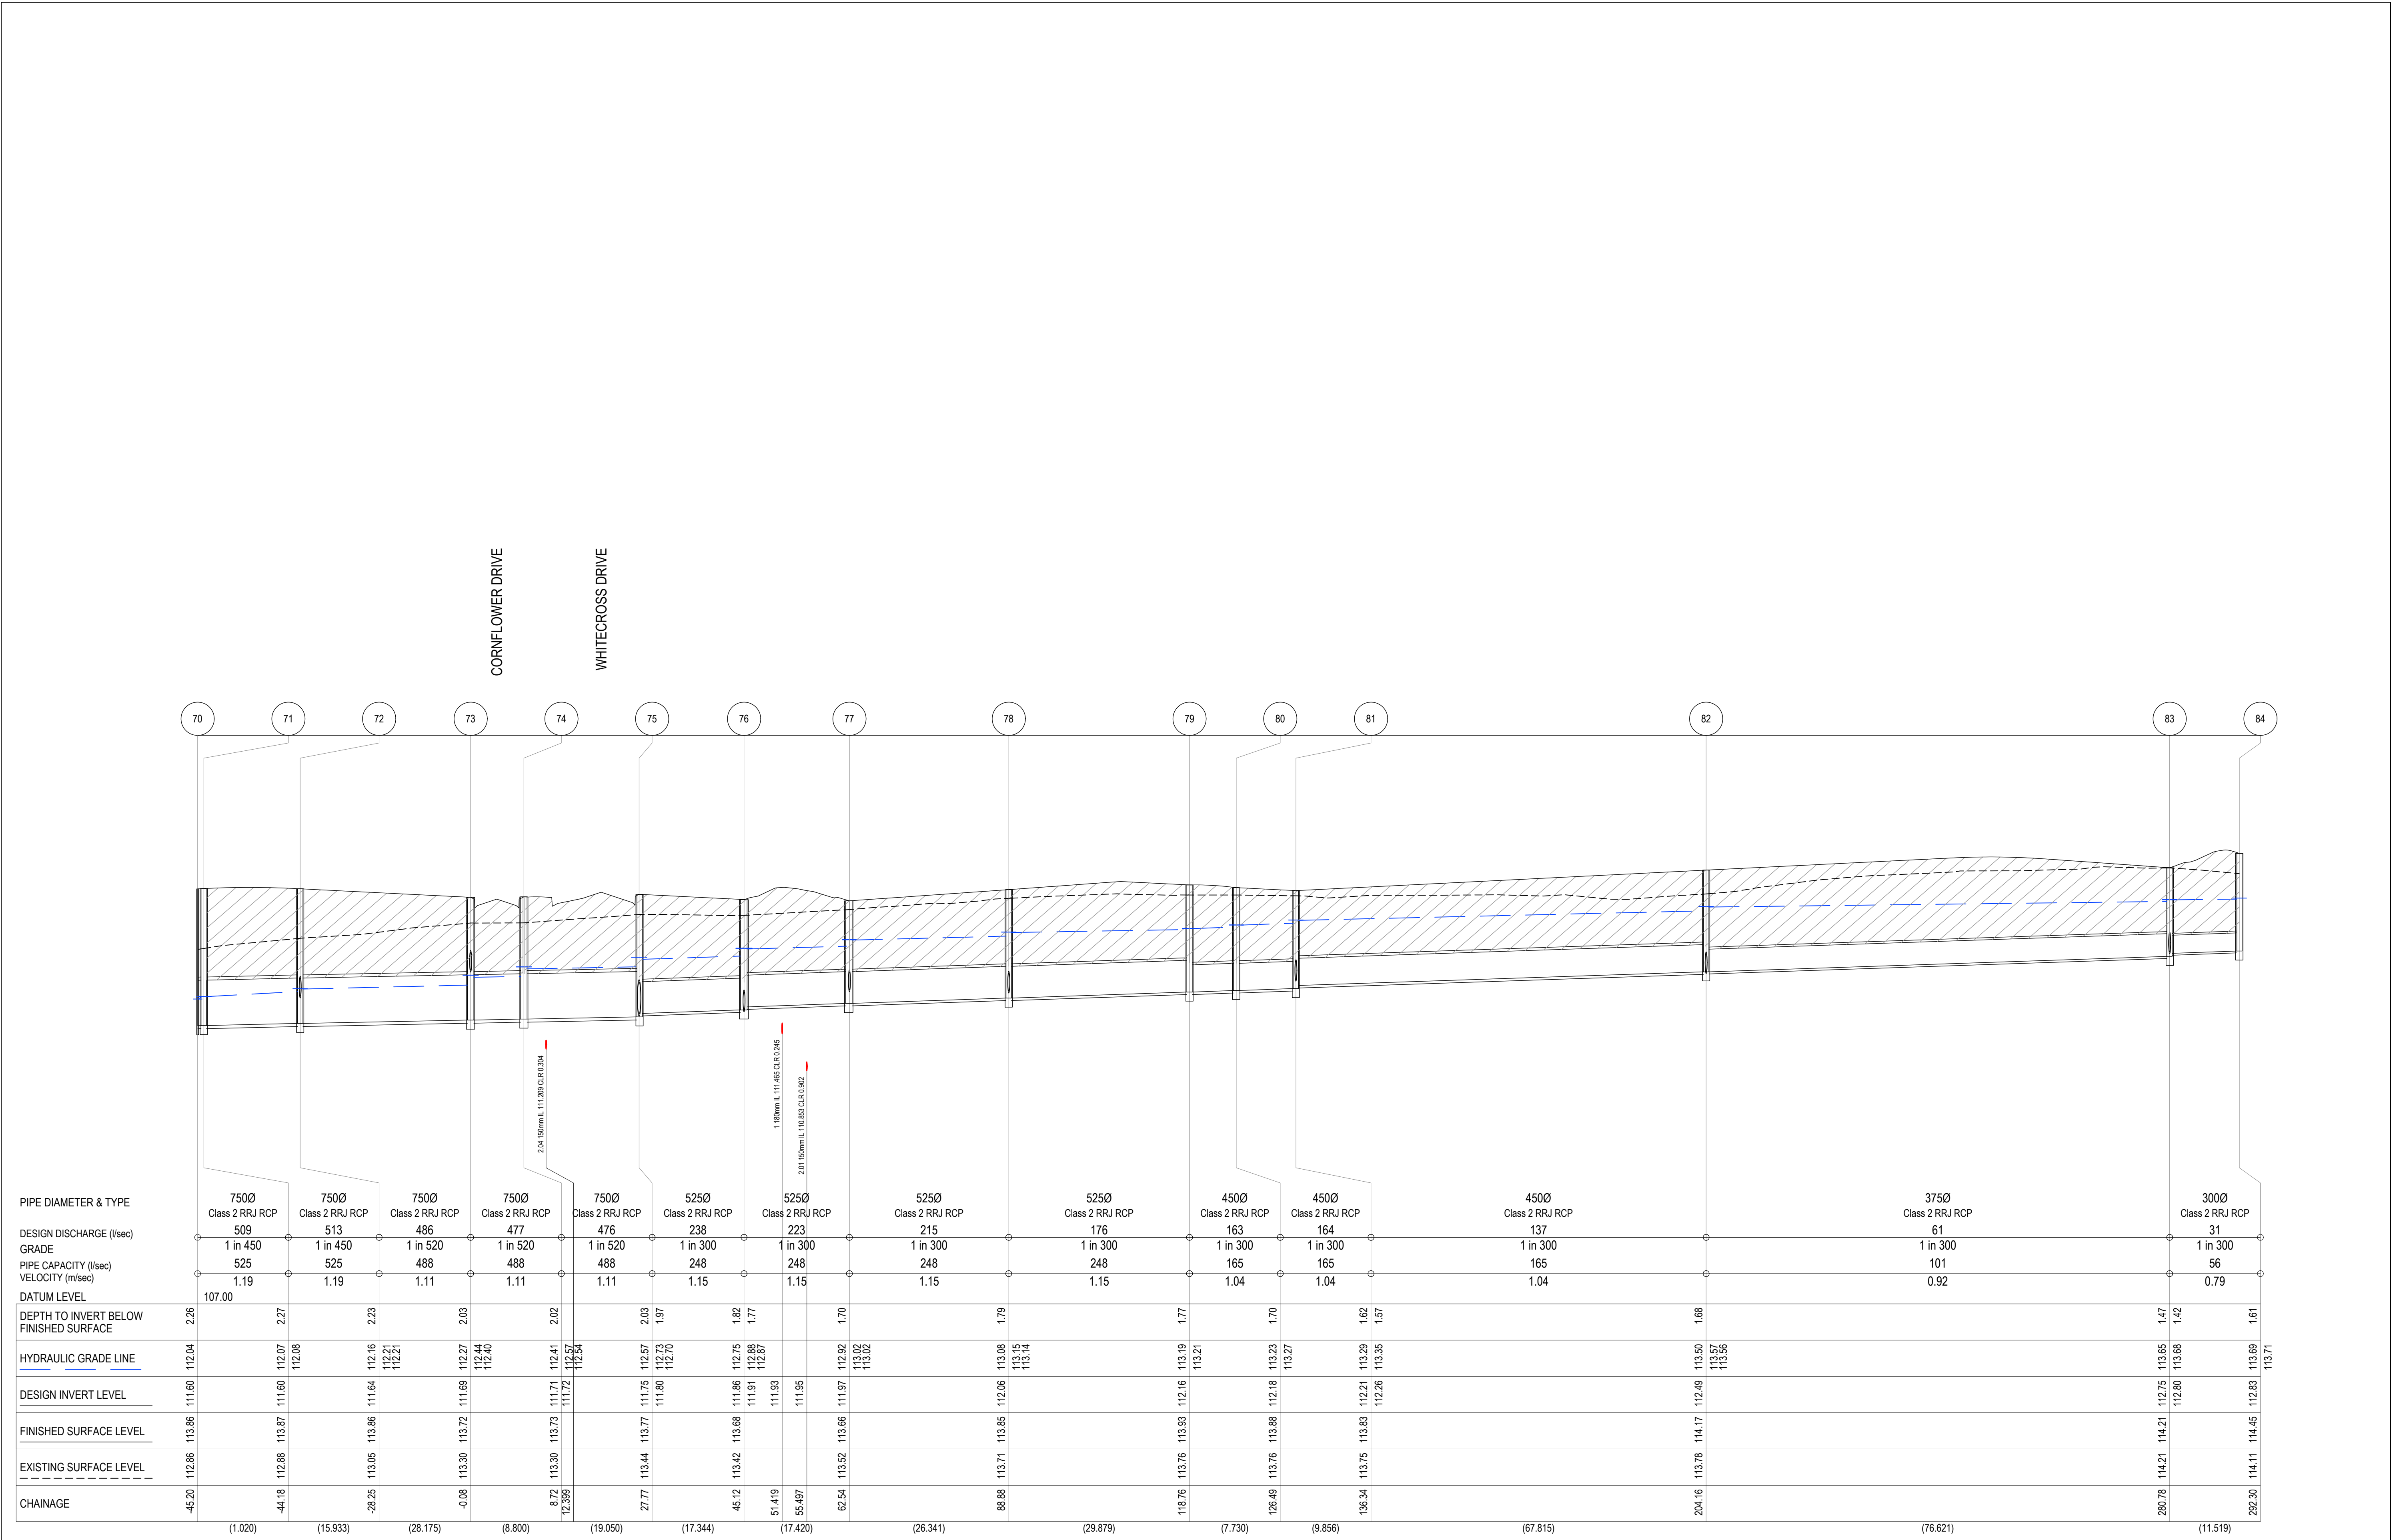 CORNFLOWER DRIVE
WHITECROSS DRIVE
70 71 72 73 74 75 76 77 78 79 80 81 82 83 84
2.04 150mm IL 111.209 CLR 0.304
1 180mm IL 111.465 CLR 0.245
2.01 150mm IL 110.853 CLR 0.902
PIPE DIAMETER & TYPE
750Ø 750Ø 750Ø 750Ø 750Ø 525Ø 525Ø 525Ø 525Ø 450Ø 450Ø 450Ø 375Ø 300Ø
Class 2 RRJ RCP Class 2 RRJ RCP Class 2 RRJ RCP Class 2 RRJ RCP Class 2 RRJ RCP Class 2 RRJ RCP Class 2 RRJ RCP Class 2 RRJ RCP Class 2 RRJ RCP Class 2 RRJ RCP Class 2 RRJ RCP Class 2 RRJ RCP Class 2 RRJ RCP Class 2 RRJ RCP
DESIGN DISCHARGE (l/sec) 509 513 486 477 476 238 223 215 176 163 164 137 61 31
GRADE 1 in 450 1 in 450 1 in 520 1 in 520 1 in 520 1 in 300 1 in 300 1 in 300 1 in 300 1 in 300 1 in 300 1 in 300 1 in 300 1 in 300
PIPE CAPACITY (l/sec) 525 525 488 488 488 248 248 248 248 165 165 165 101 56
VELOCITY (m/sec) 1.19 1.19 1.11 1.11 1.11 1.15 1.15 1.15 1.15 1.04 1.04 1.04 0.92 0.79
DATUM LEVEL 107.00
DEPTH TO INVERT BELOW
FINISHED SURFACE
2.26 2.27 2.23 2.03 2.02 2.03 1.97 1.82 1.77 1.70 1.79 1.77 1.70 1.62 1.57 1.68 1.47 1.42 1.61
HYDRAULIC GRADE LINE
112.04 112.07 112.08 112.16 112.21 112.21 112.27 112.44 112.40 112.41 112.57 112.54 112.57 112.73 112.70 112.75 112.88 112.87 112.92 113.02 113.02 113.08 113.15 113.14 113.19 113.21 113.23 113.27 113.29 113.35 113.50 113.57 113.56 113.65 113.68 113.69 113.71
DESIGN INVERT LEVEL
111.60 111.60 111.64 111.69 111.71 111.72 111.75 111.80 111.86 111.91 111.93 111.95 111.97 112.06 112.16 112.18 112.21 112.26 112.49 112.75 112.80 112.83
FINISHED SURFACE LEVEL
113.86 113.87 113.86 113.72 113.73 113.77 113.68 113.66 113.85 113.93 113.88 113.83 114.17 114.21 114.45
EXISTING SURFACE LEVEL
112.86 112.88 113.05 113.30 113.30 113.44 113.42 113.52 113.71 113.76 113.76 113.75 113.78 114.21 114.11
CHAINAGE
-45.20 -44.18 -28.25 -0.08 8.72 12.399 27.77 45.12 51.419 55.497 62.54 88.88 118.76 126.49 136.34 204.16 280.78 292.30
(1.020) (15.933) (28.175) (8.800) (19.050) (17.344) (17.420) (26.341) (29.879) (7.730) (9.856) (67.815) (76.621) (11.519)